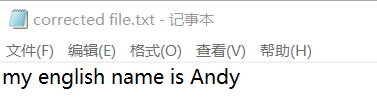 corrected file.txt - 记事本
文件(F) 编辑(E) 格式(O) 查看(V) 帮助(H)
my english name is Andy